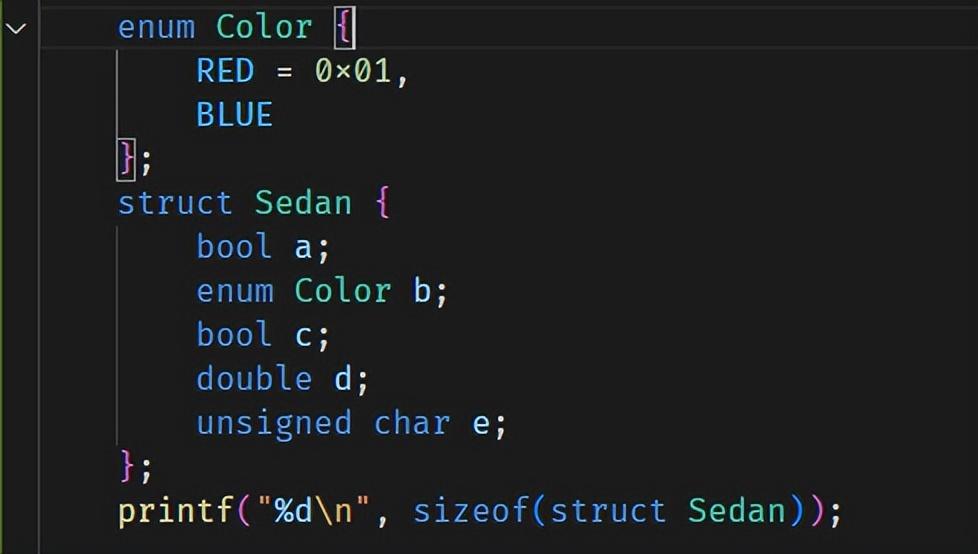 enum Color {
RED = 0x01,
BLUE
};
struct Sedan {
bool a;
enum Color b;
bool c;
double d;
unsigned char e;
};
printf("%d\n", sizeof(struct Sedan));